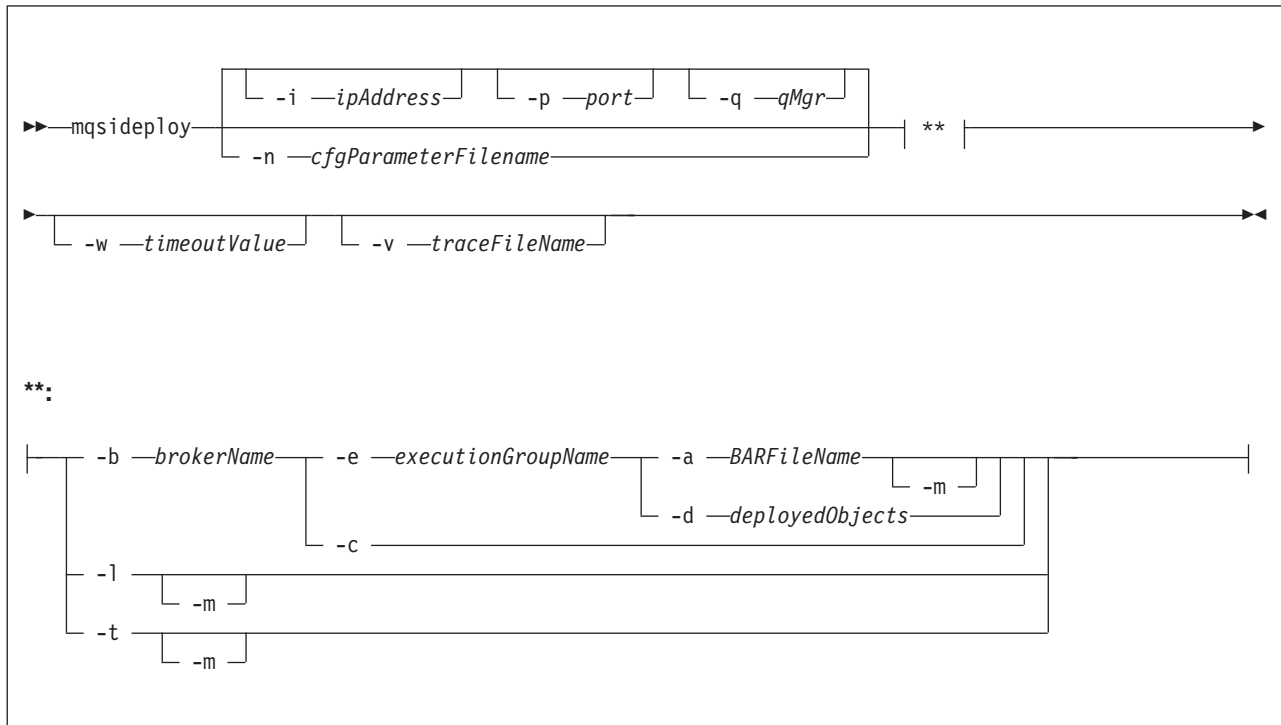 -i ipAddress -p port -q qMgr
mqsideploy **
-n cfgParameterFilename
-w timeoutValue -v traceFileName
**:
-b brokerName -e executionGroupName -a BARFileName
-m
-d deployedObjects
-c
-l
-m
-t
-m